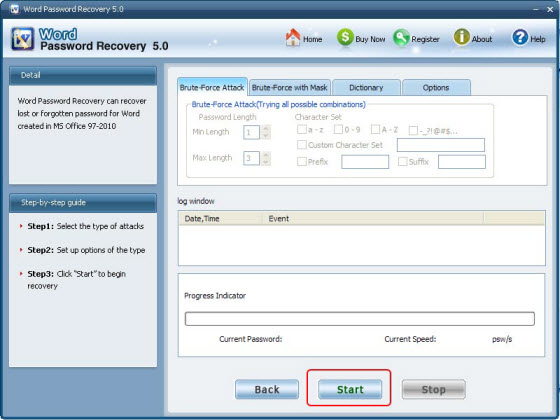 Word Password Recovery 5.0
Word
Password Recovery 5.0
Home
Buy Now
Register
About
Help
Detail
Word Password Recovery can recover
lost or forgotten password for Word
created in MS Office 97-2010
Step-by-step guide
Step1: Select the type of attacks
Step2: Set up options of the type
Step3: Click "Start" to begin
recovery
Brute-Force Attack Brute-Force with Mask Dictionary Options
Brute-Force Attack(Trying all possible combinations)
Password Length Character Set
Min Length 1 a - z 0 - 9 A - Z -_?!@#$...
Custom Character Set
Max Length 3 Prefix Suffix
log window
Date,Time Event
Progress Indicator
Current Password: Current Speed: psw/s
Back Start Stop